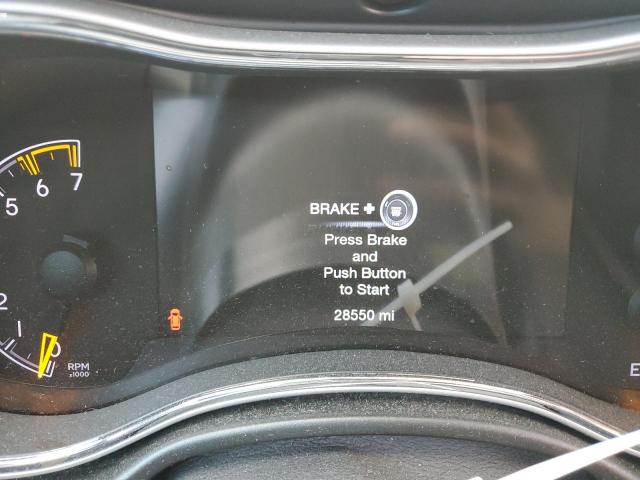 BRAKE +
Press Brake
and
Push Button
to Start
28550 mi
7
6
5
2
1
0
RPM
x1000
E